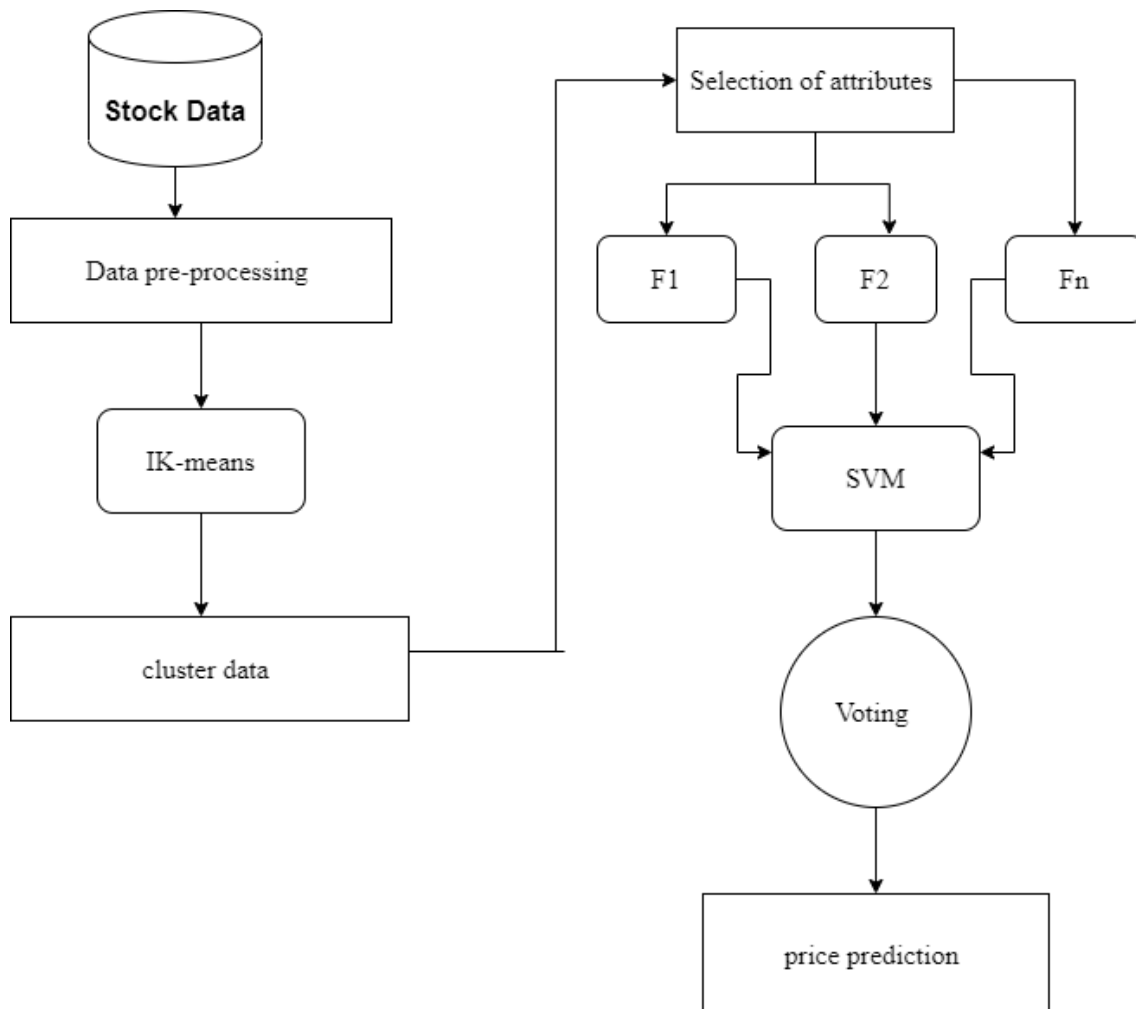 Stock Data
Data pre-processing
IK-means
cluster data
Selection of attributes
F1
F2
Fn
SVM
Voting
price prediction